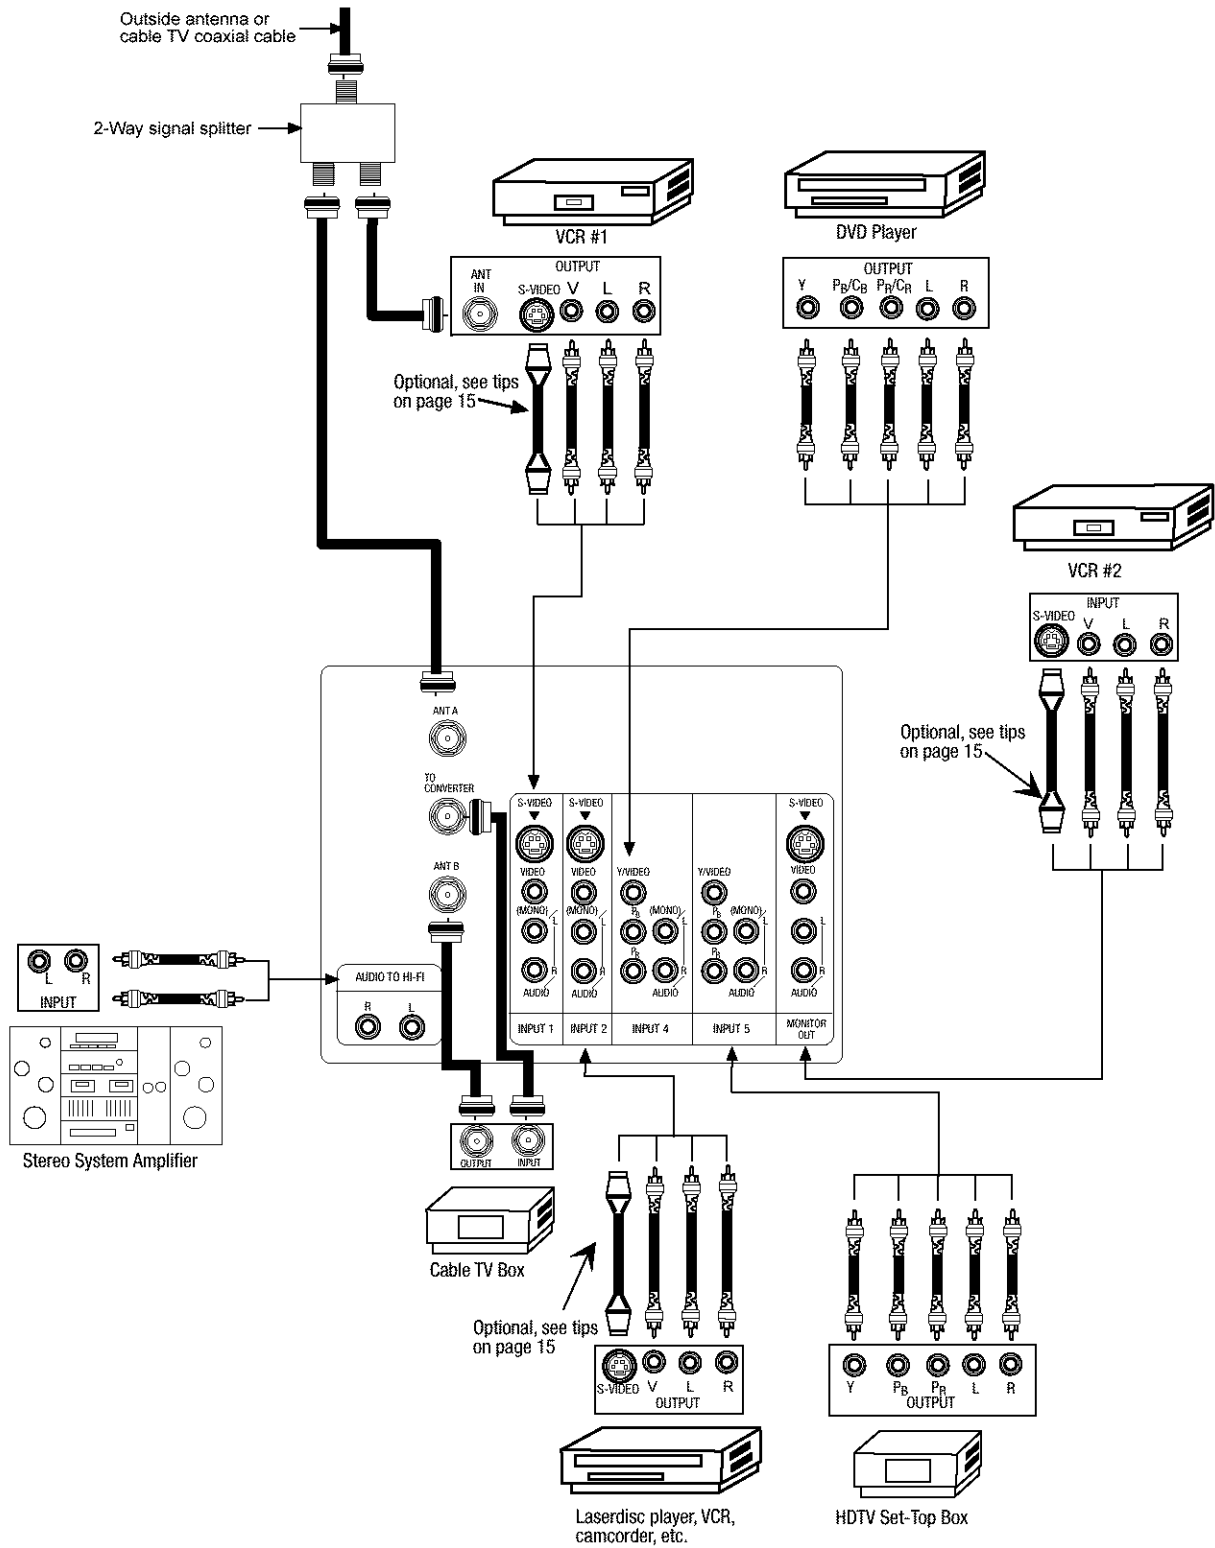 Outside antenna or
cable TV coaxial cable
2-Way signal splitter
VCR #1
OUTPUT
ANT
IN
S-VIDEO V L R
Optional, see tips
on page 15
DVD Player
OUTPUT
Y PB/CB PR/CR L R
VCR #2
INPUT
S-VIDEO V L R
Optional, see tips
on page 15
ANT A
TO
CONVERTER
ANT B
S-VIDEO S-VIDEO S-VIDEO
VIDEO VIDEO Y/VIDEO Y/VIDEO VIDEO
(MONO) (MONO) PB (MONO) PB (MONO)
L L L L L
PR PR
R R R R R
AUDIO AUDIO AUDIO AUDIO AUDIO
INPUT 1 INPUT 2 INPUT 4 INPUT 5 MONITOR
OUT
L R
INPUT
AUDIO TO HI-FI
R L
Stereo System Amplifier
OUTPUT INPUT
Cable TV Box
Optional, see tips
on page 15
S-VIDEO V L R
OUTPUT
Laserdisc player, VCR,
camcorder, etc.
Y PB PR L R
OUTPUT
HDTV Set-Top Box